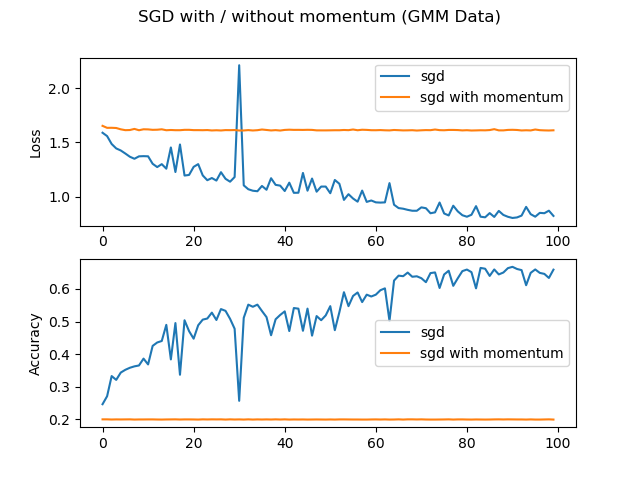 SGD with / without momentum (GMM Data)
Loss
2.0
1.5
1.0
sgd
sgd with momentum
0 20 40 60 80 100
Accuracy
0.6
0.5
0.4
0.3
0.2
sgd
sgd with momentum
0 20 40 60 80 100